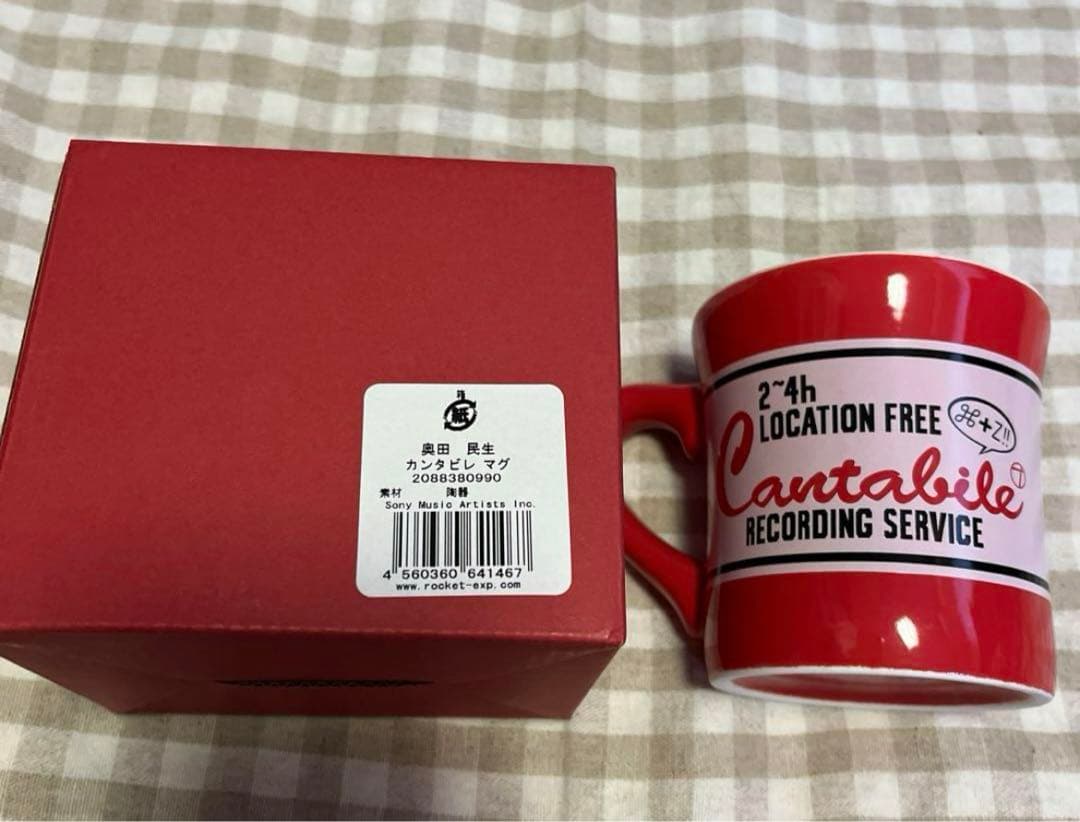 箱
紙
奥田 民生
カンタビレ マグ
2088380990
素材 陶器
Sony Music Artists Inc.
4 560360 641467
www.rocket-exp.com
2~4h
LOCATION FREE
⌘+Z!!
Cantabile
RECORDING SERVICE